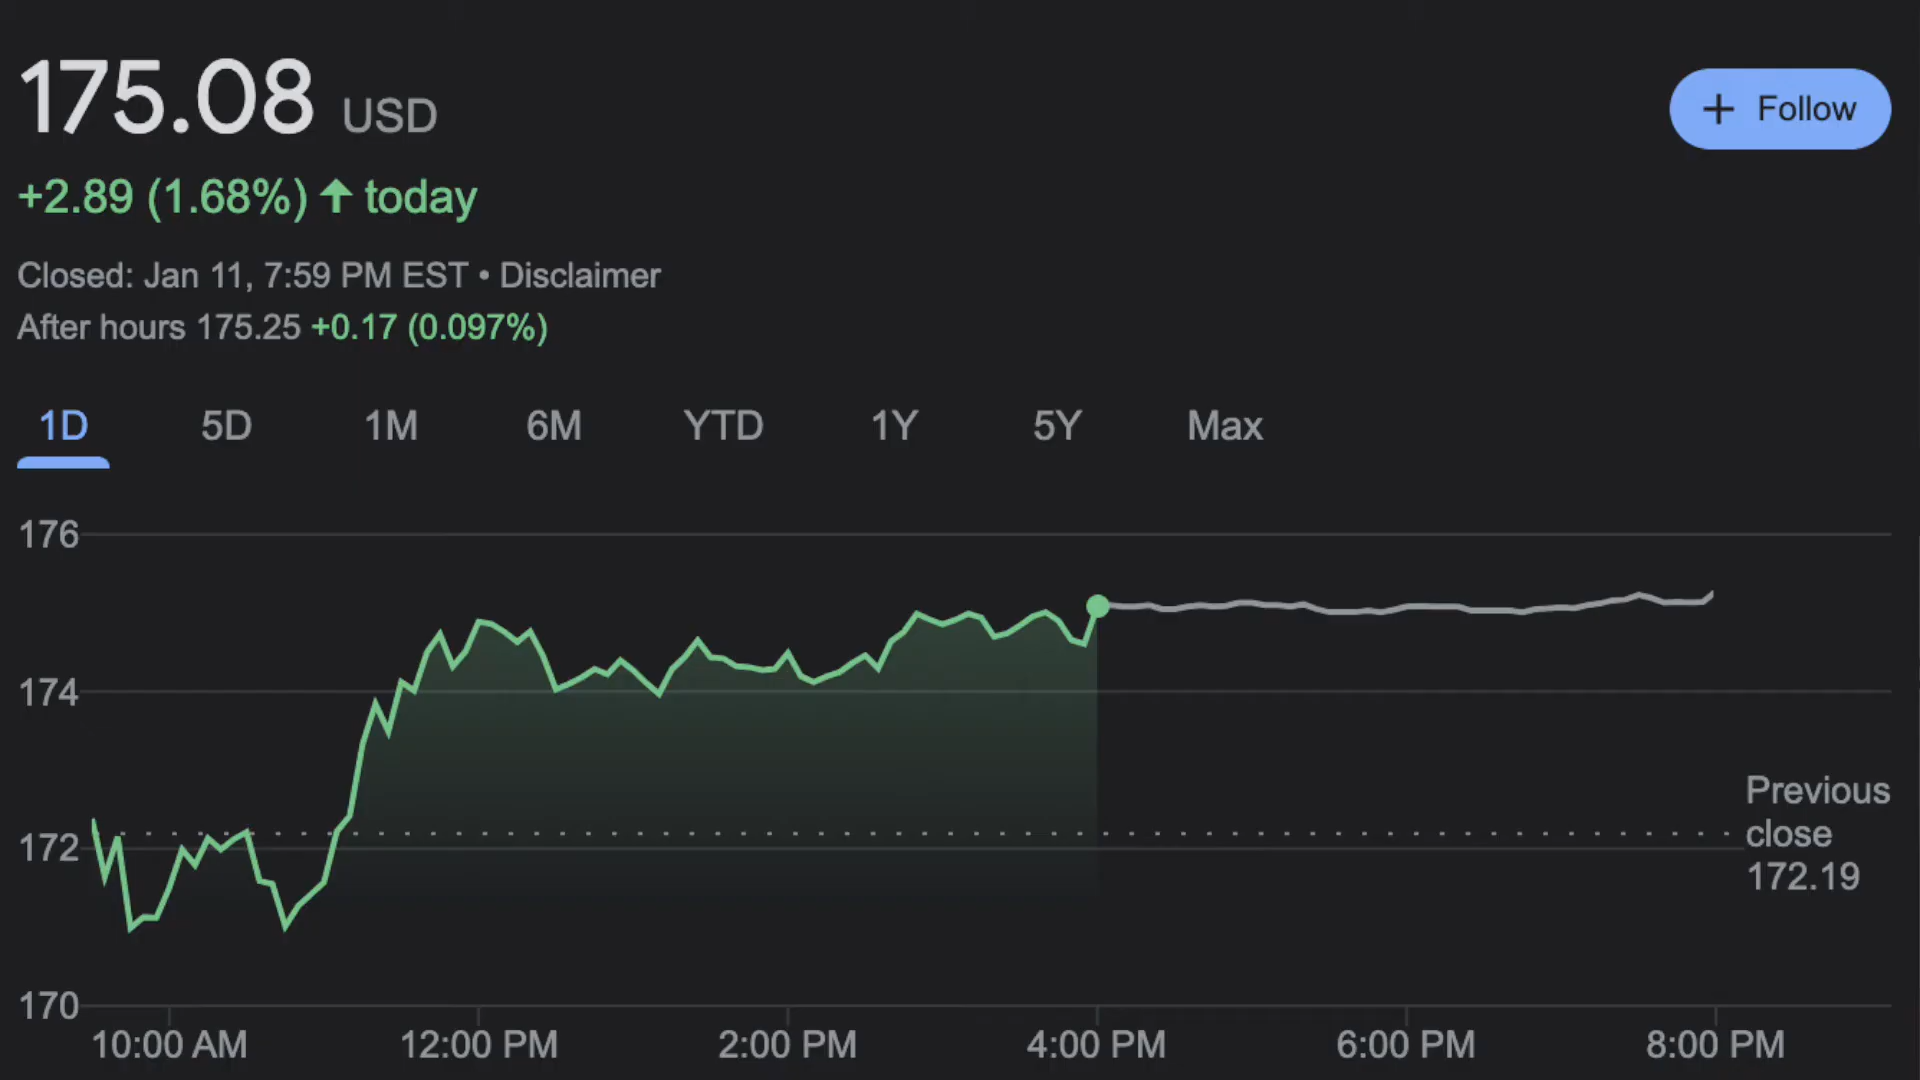 175.08 USD
+ Follow
+2.89 (1.68%) ↑ today
Closed: Jan 11, 7:59 PM EST • Disclaimer
After hours 175.25 +0.17 (0.097%)
1D 5D 1M 6M YTD 1Y 5Y Max
176
174
172
170
Previous
close
172.19
10:00 AM 12:00 PM 2:00 PM 4:00 PM 6:00 PM 8:00 PM